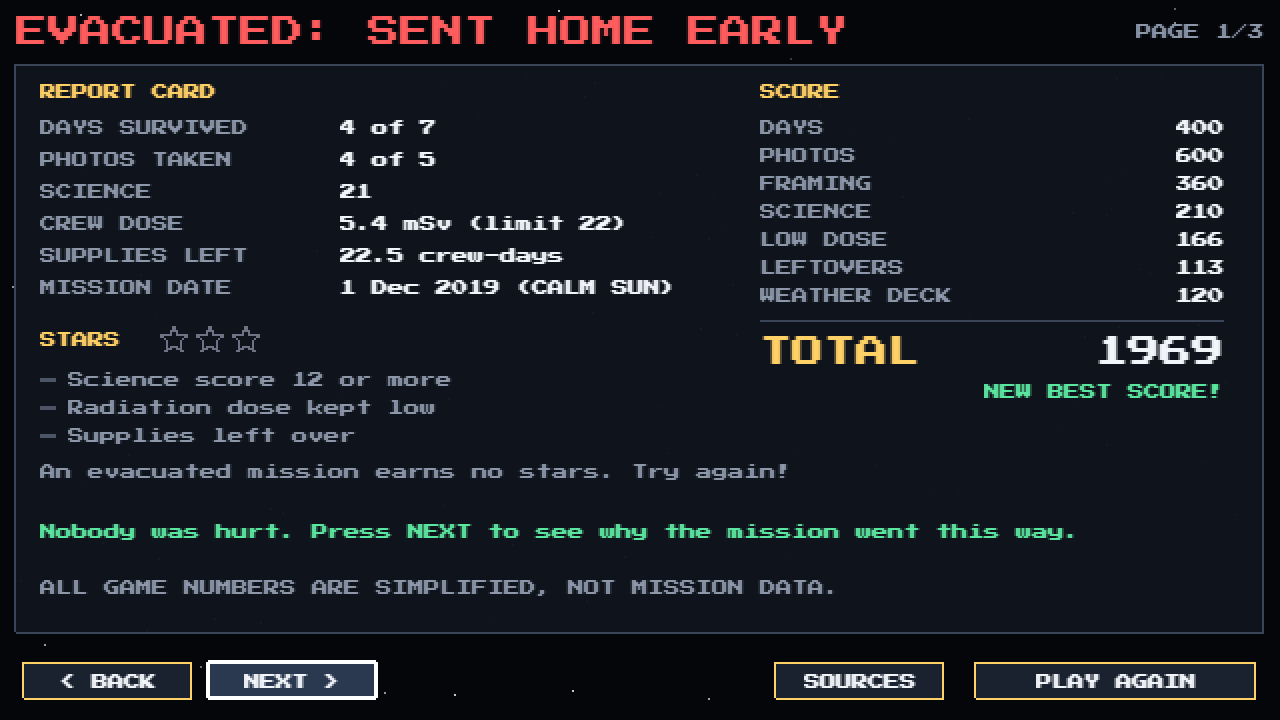 EVACUATED: SENT HOME EARLY
PAGE 1/3
REPORT CARD
DAYS SURVIVED 4 of 7
PHOTOS TAKEN 4 of 5
SCIENCE 21
CREW DOSE 5.4 mSv (limit 22)
SUPPLIES LEFT 22.5 crew-days
MISSION DATE 1 Dec 2019 (CALM SUN)
STARS
— Science score 12 or more
— Radiation dose kept low
— Supplies left over
An evacuated mission earns no stars. Try again!
SCORE
DAYS 400
PHOTOS 600
FRAMING 360
SCIENCE 210
LOW DOSE 166
LEFTOVERS 113
WEATHER DECK 120
TOTAL 1969
NEW BEST SCORE!
Nobody was hurt. Press NEXT to see why the mission went this way.
ALL GAME NUMBERS ARE SIMPLIFIED, NOT MISSION DATA.
< BACK
NEXT >
SOURCES
PLAY AGAIN